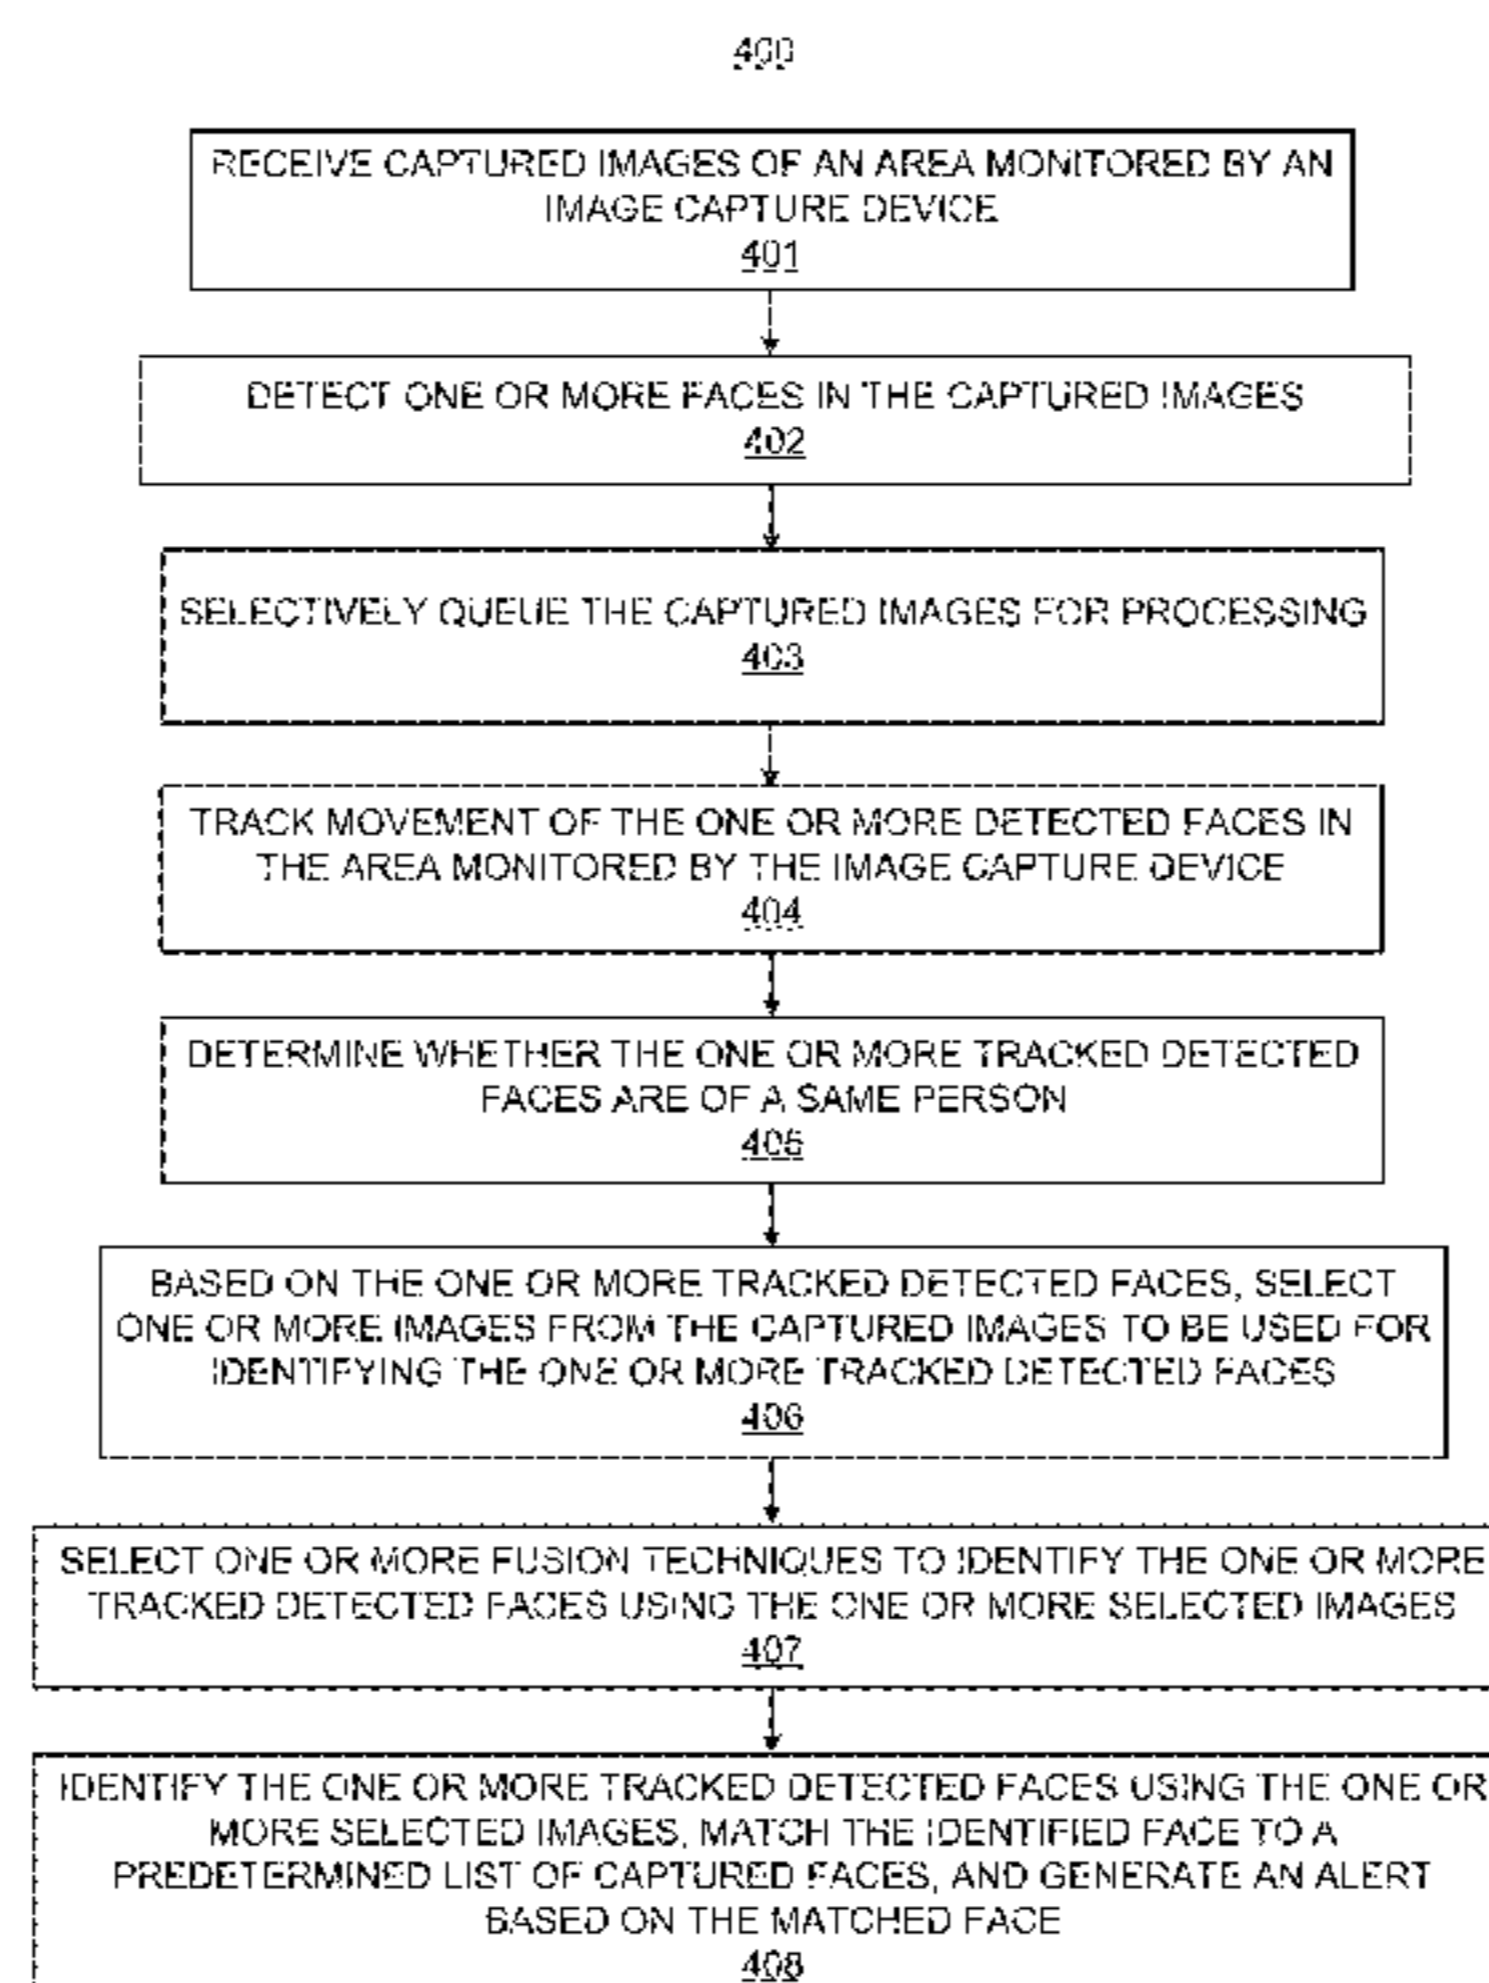 400
RECEIVE CAPTURED IMAGES OF AN AREA MONITORED BY AN
IMAGE CAPTURE DEVICE
401
DETECT ONE OR MORE FACES IN THE CAPTURED IMAGES
402
SELECTIVELY QUEUE THE CAPTURED IMAGES FOR PROCESSING
403
TRACK MOVEMENT OF THE ONE OR MORE DETECTED FACES IN
THE AREA MONITORED BY THE IMAGE CAPTURE DEVICE
404
DETERMINE WHETHER THE ONE OR MORE TRACKED DETECTED
FACES ARE OF A SAME PERSON
405
BASED ON THE ONE OR MORE TRACKED DETECTED FACES, SELECT
ONE OR MORE IMAGES FROM THE CAPTURED IMAGES TO BE USED FOR
IDENTIFYING THE ONE OR MORE TRACKED DETECTED FACES
406
SELECT ONE OR MORE FUSION TECHNIQUES TO IDENTIFY THE ONE OR MORE
TRACKED DETECTED FACES USING THE ONE OR MORE SELECTED IMAGES
407
IDENTIFY THE ONE OR MORE TRACKED DETECTED FACES USING THE ONE OR
MORE SELECTED IMAGES, MATCH THE IDENTIFIED FACE TO A
PREDETERMINED LIST OF CAPTURED FACES, AND GENERATE AN ALERT
BASED ON THE MATCHED FACE
408